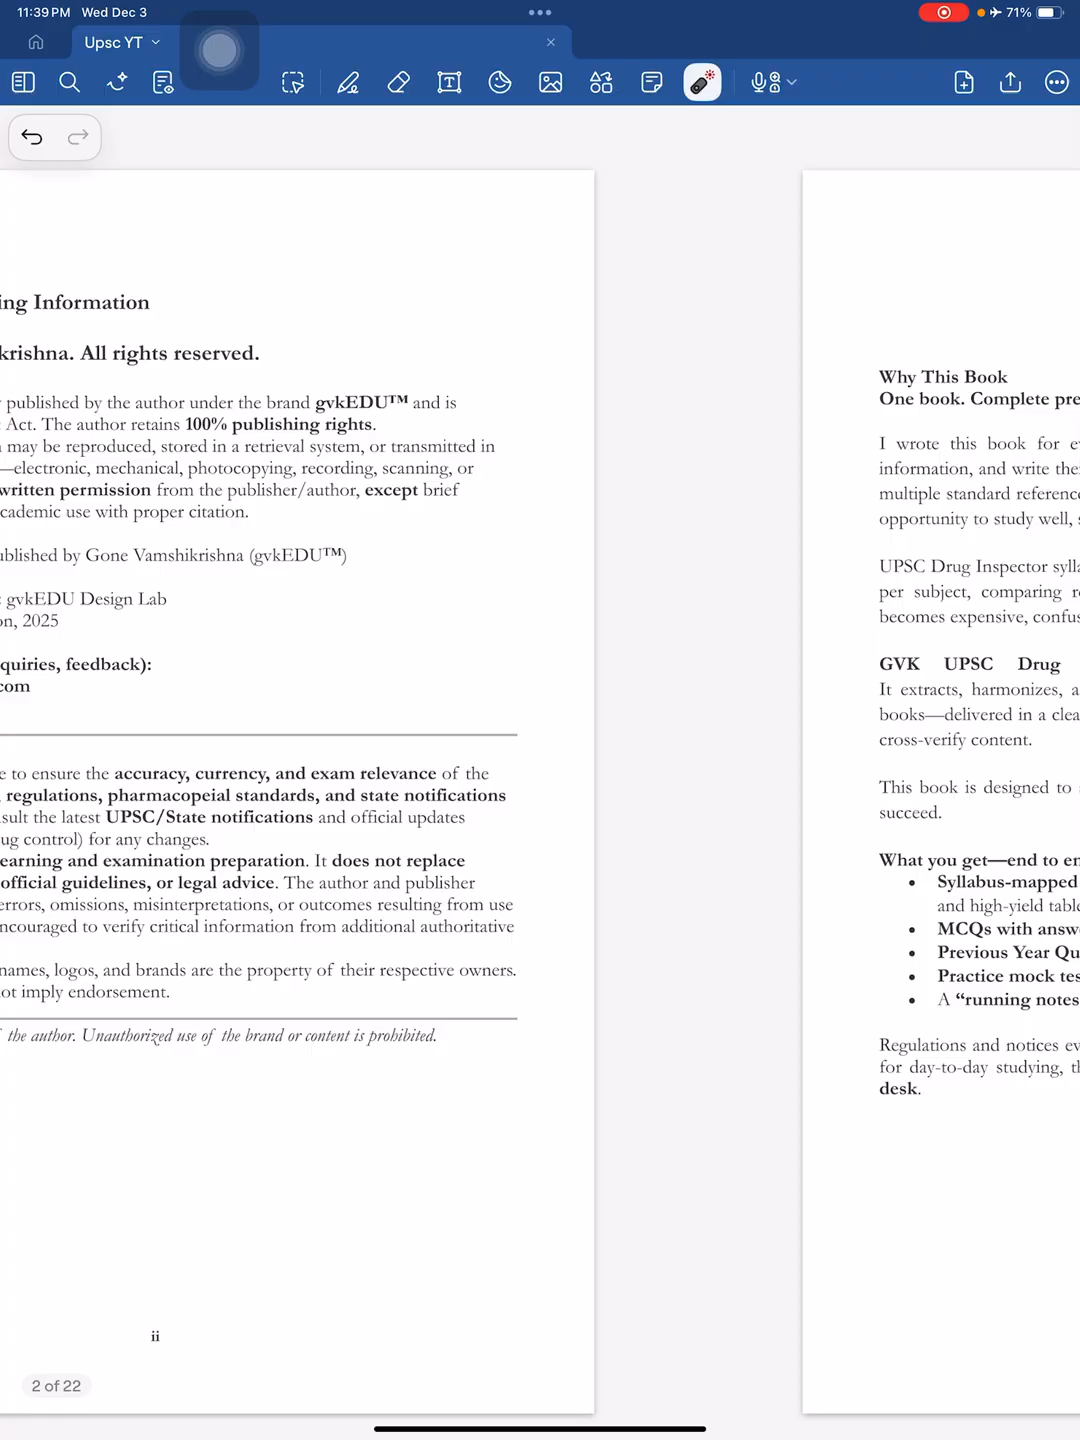 11:39 PM Wed Dec 3
71%
Upsc YT
ing Information
krishna. All rights reserved.
published by the author under the brand gvkEDU™ and is
Act. The author retains 100% publishing rights.
may be reproduced, stored in a retrieval system, or transmitted in
—electronic, mechanical, photocopying, recording, scanning, or
written permission from the publisher/author, except brief
cademic use with proper citation.
ublished by Gone Vamshikrishna (gvkEDU™)
: gvkEDU Design Lab
on, 2025
quiries, feedback):
com
e to ensure the accuracy, currency, and exam relevance of the
, regulations, pharmacopeial standards, and state notifications
sult the latest UPSC/State notifications and official updates
ug control) for any changes.
earning and examination preparation. It does not replace
official guidelines, or legal advice. The author and publisher
errors, omissions, misinterpretations, or outcomes resulting from use
ncouraged to verify critical information from additional authoritative
names, logos, and brands are the property of their respective owners.
ot imply endorsement.
the author. Unauthorized use of the brand or content is prohibited.
ii
2 of 22
Why This Book
One book. Complete pre
I wrote this book for e
information, and write the
multiple standard reference
opportunity to study well, s
UPSC Drug Inspector sylla
per subject, comparing re
becomes expensive, confus
GVK UPSC Drug
It extracts, harmonizes, a
books—delivered in a clea
cross-verify content.
This book is designed to
succeed.
What you get—end to en
• Syllabus-mapped
and high-yield table
• MCQs with answ
• Previous Year Qu
• Practice mock tes
• A “running notes
Regulations and notices ev
for day-to-day studying, th
desk.